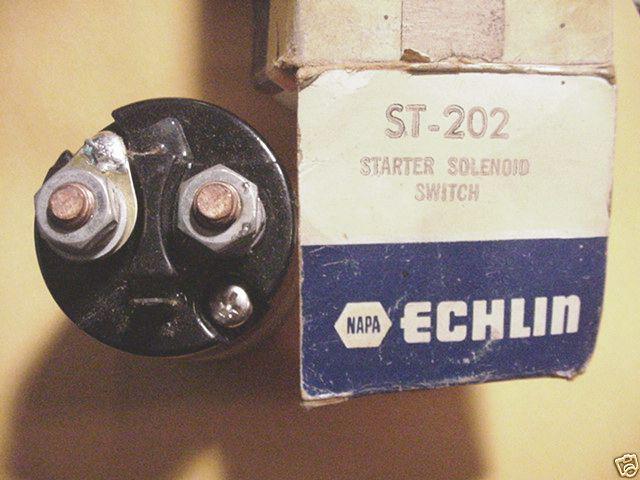 ST-202
STARTER SOLENOID
SWITCH
NAPA ECHLIN